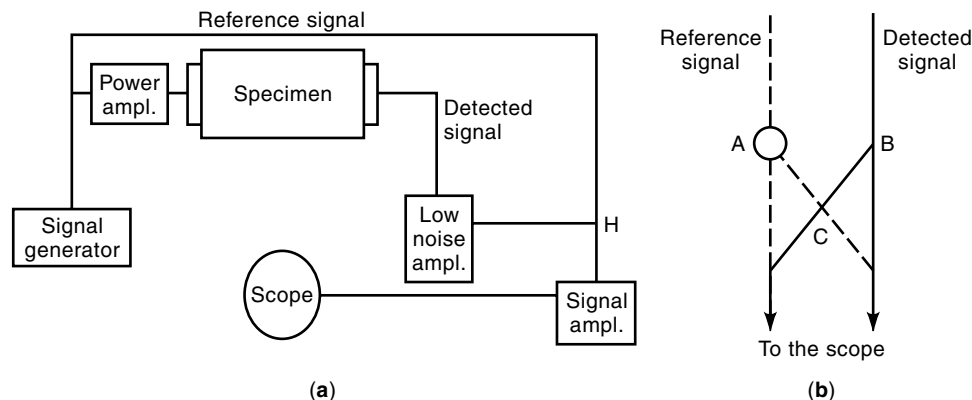 Reference signal
Power
ampl.
Specimen
Detected
signal
Signal
generator
Low
noise
ampl.
H
Scope
Signal
ampl.
(a)
Reference
signal
Detected
signal
A
B
C
To the scope
(b)